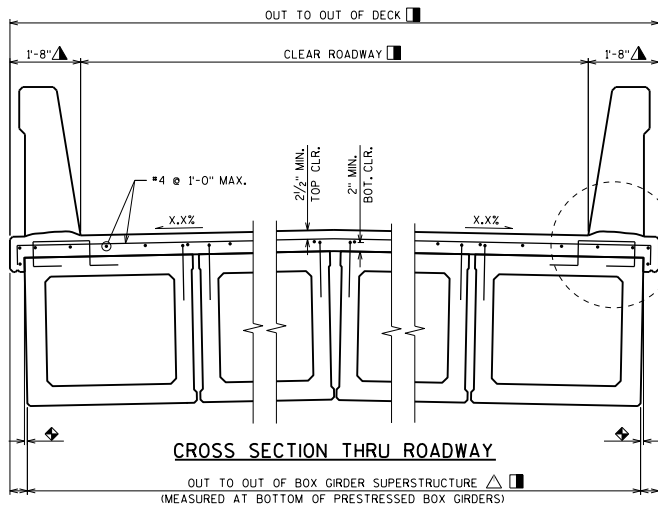 OUT TO OUT OF DECK
1'-8"
CLEAR ROADWAY
1'-8"
2½" MIN.
TOP CLR.
2" MIN.
BOT. CLR.
#4 @ 1'-0" MAX.
X.X%
X.X%
CROSS SECTION THRU ROADWAY
OUT TO OUT OF BOX GIRDER SUPERSTRUCTURE
(MEASURED AT BOTTOM OF PRESTRESSED BOX GIRDERS)